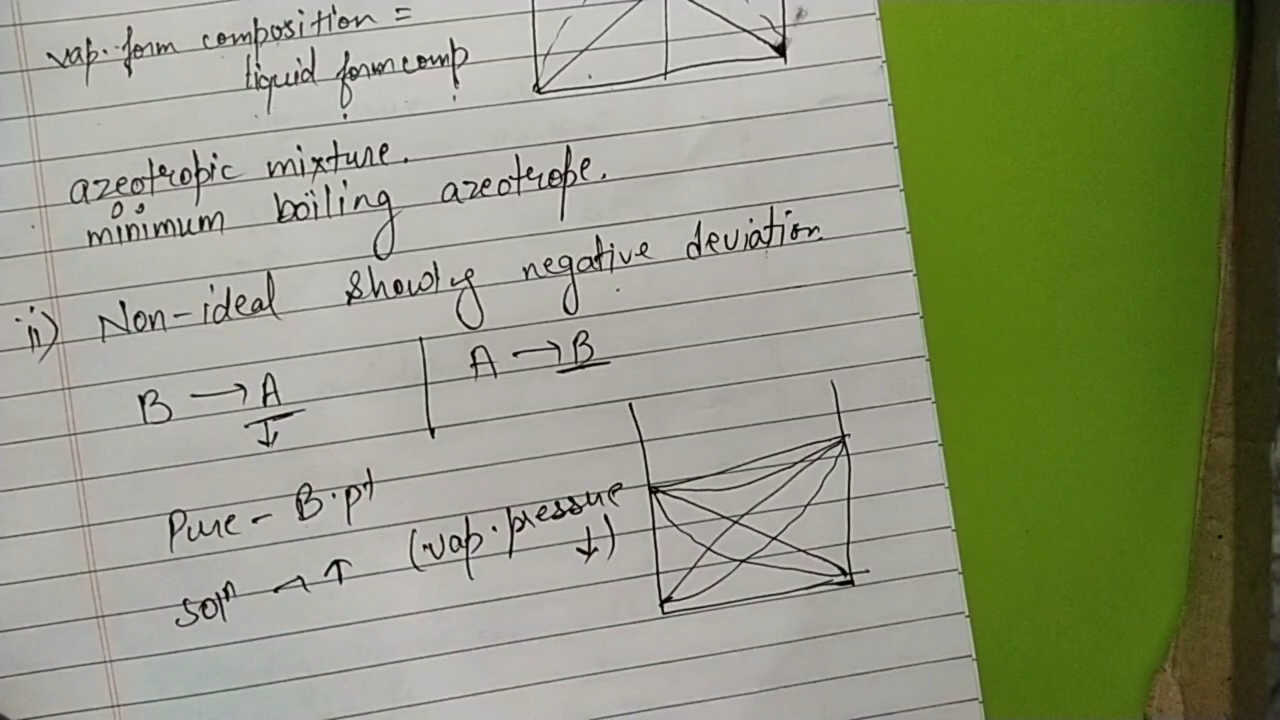 vap. form composition =
liquid form comp
azeotropic mixture.
minimum boiling azeotrope.
ii) Non-ideal showing negative deviation
B → A ↓ | A → B
Pure - B.pt
solⁿ → ↑ (vap. pressure ↓)